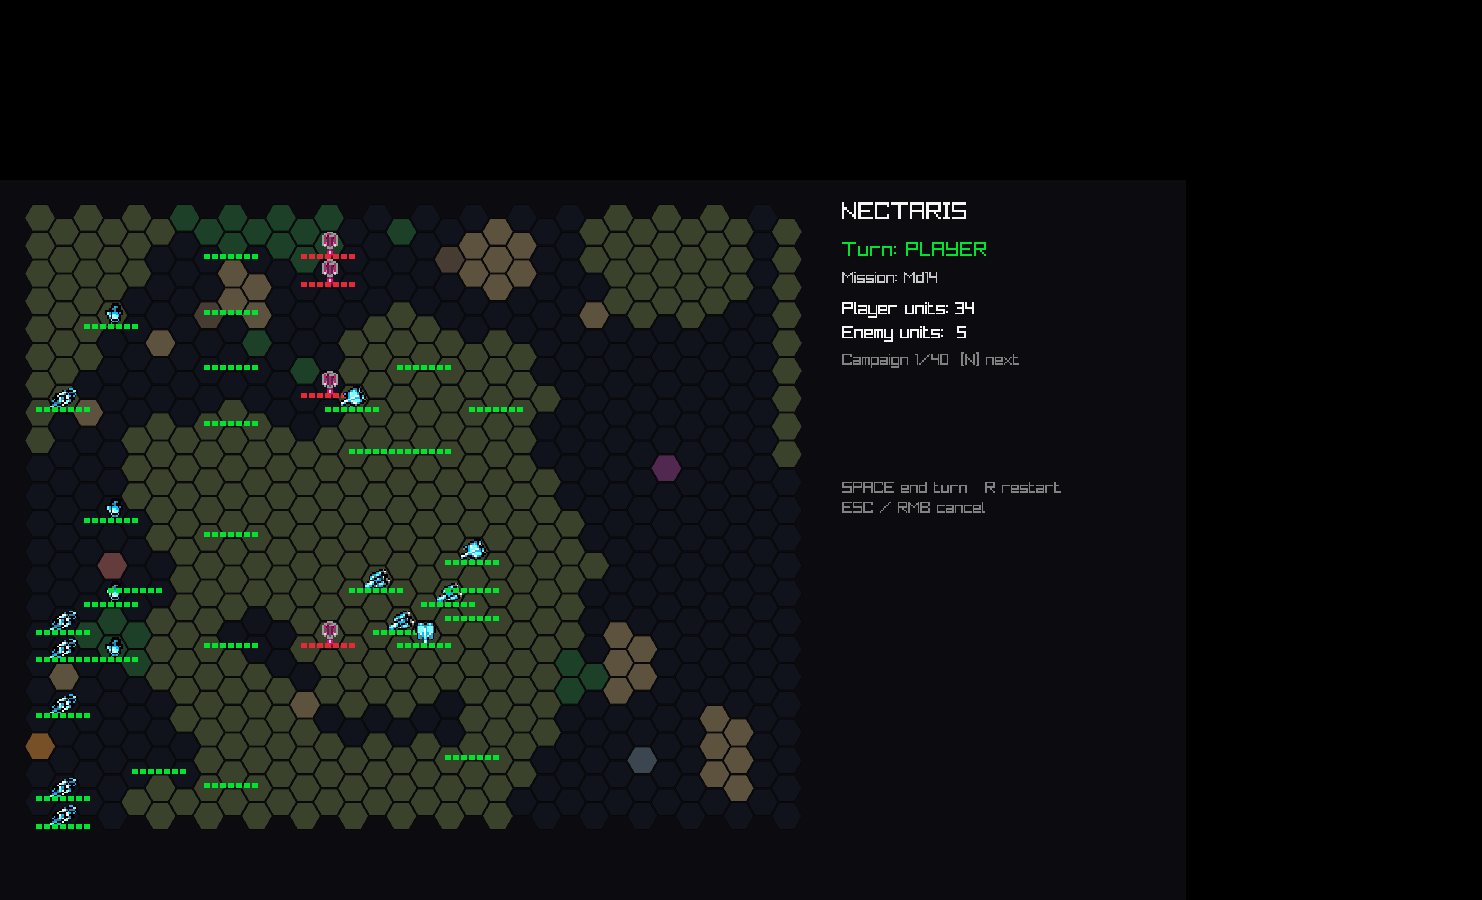 NECTARIS
Turn: PLAYER
Mission: Md14
Player units: 34
Enemy units: 5
Campaign 1/40 [N] next
SPACE end turn R restart
ESC / RMB cancel